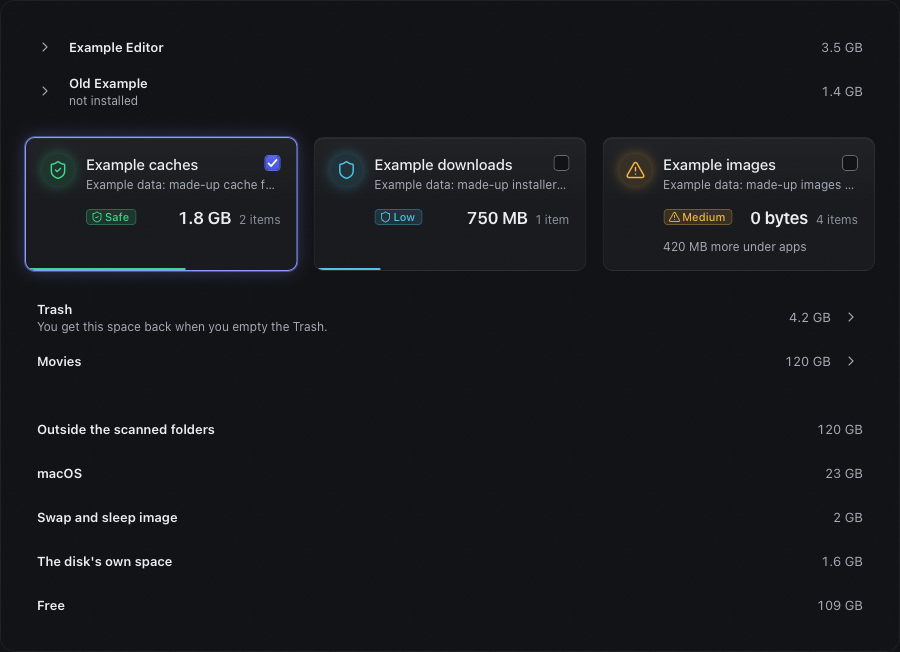 Example Editor
3.5 GB
Old Example
not installed
1.4 GB
Example caches
Example data: made-up cache f...
Safe
1.8 GB 2 items
Example downloads
Example data: made-up installer...
Low
750 MB 1 item
Example images
Example data: made-up images ...
Medium
0 bytes 4 items
420 MB more under apps
Trash
You get this space back when you empty the Trash.
4.2 GB
Movies
120 GB
Outside the scanned folders
120 GB
macOS
23 GB
Swap and sleep image
2 GB
The disk's own space
1.6 GB
Free
109 GB